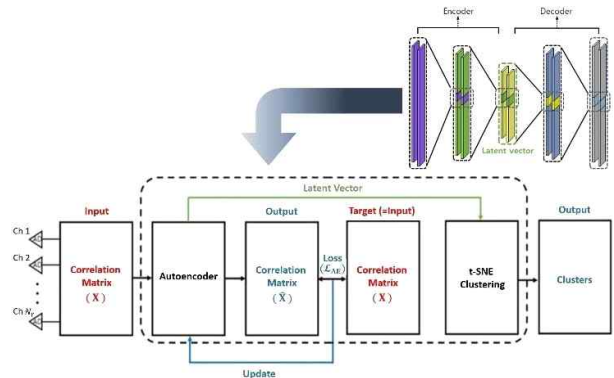 Encoder
Decoder
Latent vector
Latent Vector
Input
Output
Target (=Input)
Output
Ch 1
Ch 2
Ch N
Correlation
Matrix
(X)
Autoencoder
Correlation
Matrix
(X̂)
Loss
(ℒAE)
Correlation
Matrix
(X)
t-SNE
Clustering
Clusters
Update